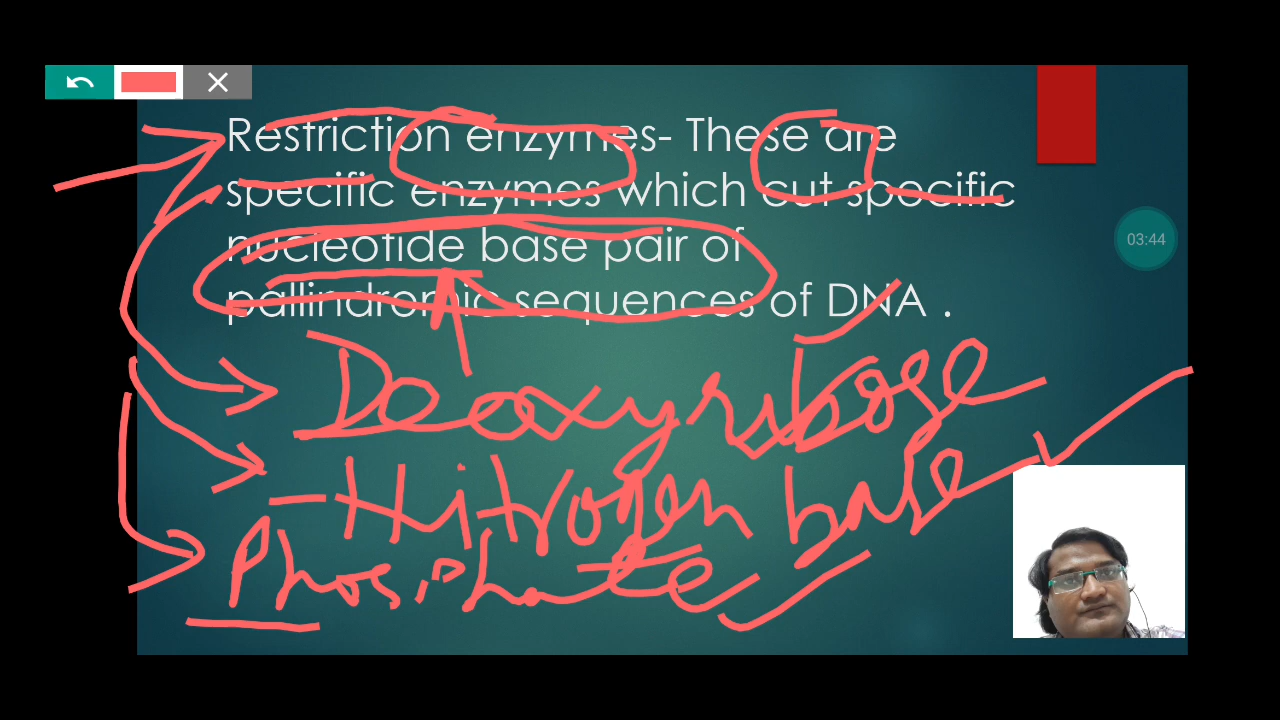 Restriction enzymes- These are
specific enzymes which cut specific
nucleotide base pair of
pallindromic sequences of DNA .
03:44
Deoxyribose
Nitrogen base
Phosphate